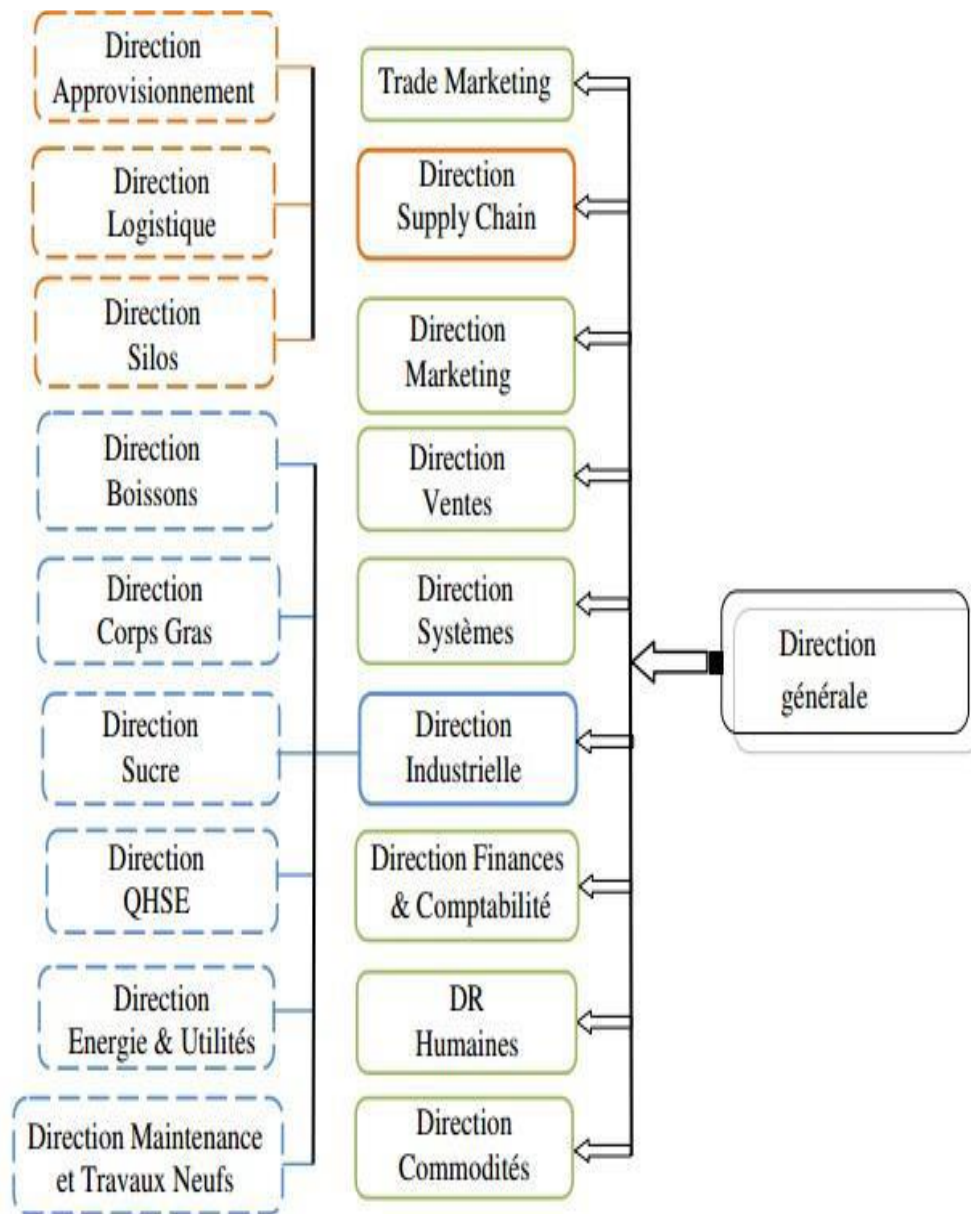 Direction
Approvisionnement
Direction
Logistique
Direction
Silos
Direction
Boissons
Direction
Corps Gras
Direction
Sucre
Direction
QHSE
Direction
Energie & Utilités
Direction Maintenance
et Travaux Neufs
Trade Marketing
Direction
Supply Chain
Direction
Marketing
Direction
Ventes
Direction
Systèmes
Direction
Industrielle
Direction Finances
& Comptabilité
DR
Humaines
Direction
Commodités
Direction
générale